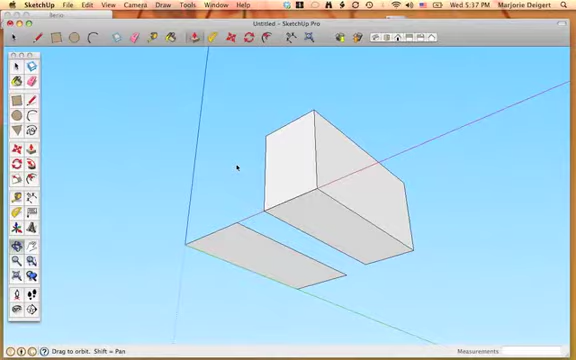 SketchUp File Edit View Camera Draw Tools Window Help Wed 5:37 PM Marjorie Deigert
Untitled - SketchUp Pro
Drag to orbit. Shift = Pan
Measurements